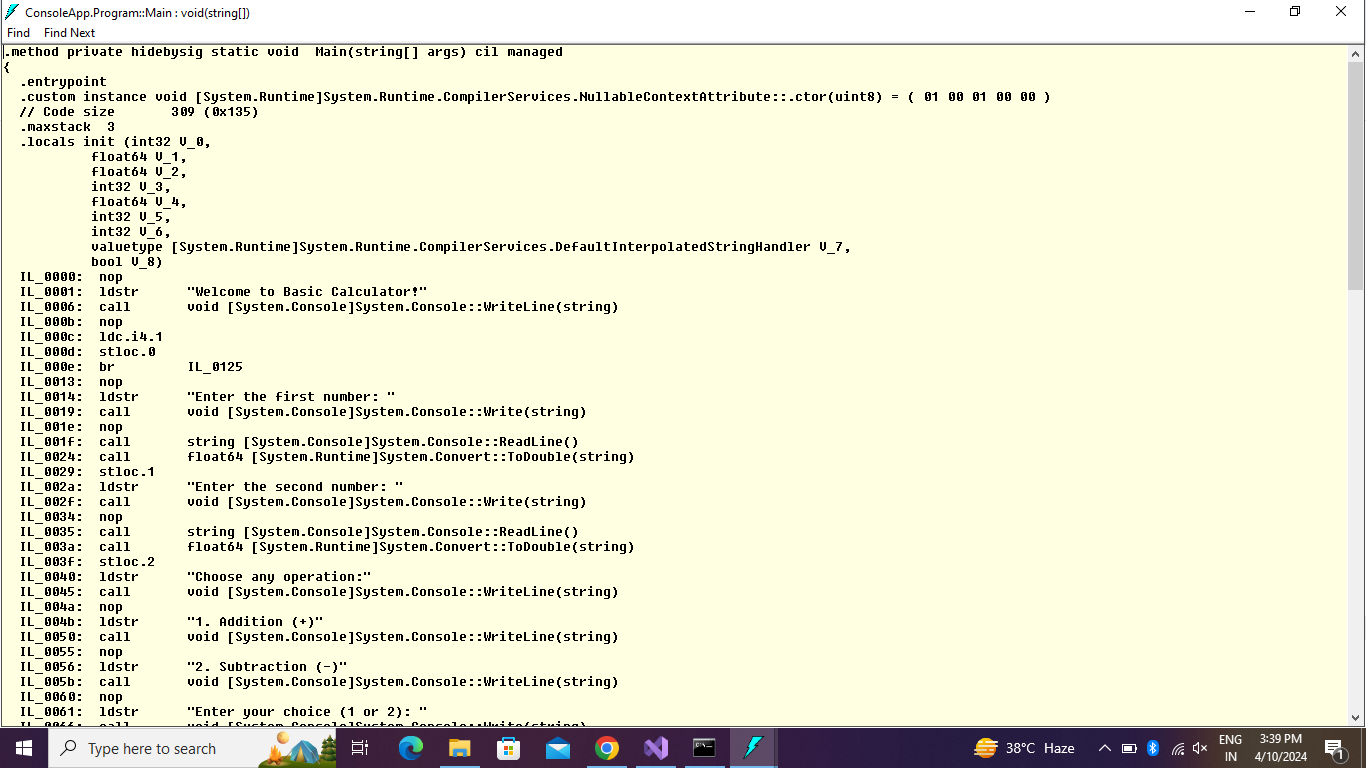 ConsoleApp.Program::Main : void(string[])
Find Find Next
.method private hidebysig static void  Main(string[] args) cil managed
{
  .entrypoint
  .custom instance void [System.Runtime]System.Runtime.CompilerServices.NullableContextAttribute::.ctor(uint8) = ( 01 00 01 00 00 )
  // Code size       309 (0x135)
  .maxstack  3
  .locals init (int32 V_0,
           float64 V_1,
           float64 V_2,
           int32 V_3,
           float64 V_4,
           int32 V_5,
           int32 V_6,
           valuetype [System.Runtime]System.Runtime.CompilerServices.DefaultInterpolatedStringHandler V_7,
           bool V_8)
  IL_0000:  nop
  IL_0001:  ldstr      "Welcome to Basic Calculator!"
  IL_0006:  call       void [System.Console]System.Console::WriteLine(string)
  IL_000b:  nop
  IL_000c:  ldc.i4.1
  IL_000d:  stloc.0
  IL_000e:  br         IL_0125
  IL_0013:  nop
  IL_0014:  ldstr      "Enter the first number: "
  IL_0019:  call       void [System.Console]System.Console::Write(string)
  IL_001e:  nop
  IL_001f:  call       string [System.Console]System.Console::ReadLine()
  IL_0024:  call       float64 [System.Runtime]System.Convert::ToDouble(string)
  IL_0029:  stloc.1
  IL_002a:  ldstr      "Enter the second number: "
  IL_002f:  call       void [System.Console]System.Console::Write(string)
  IL_0034:  nop
  IL_0035:  call       string [System.Console]System.Console::ReadLine()
  IL_003a:  call       float64 [System.Runtime]System.Convert::ToDouble(string)
  IL_003f:  stloc.2
  IL_0040:  ldstr      "Choose any operation:"
  IL_0045:  call       void [System.Console]System.Console::WriteLine(string)
  IL_004a:  nop
  IL_004b:  ldstr      "1. Addition (+)"
  IL_0050:  call       void [System.Console]System.Console::WriteLine(string)
  IL_0055:  nop
  IL_0056:  ldstr      "2. Subtraction (-)"
  IL_005b:  call       void [System.Console]System.Console::WriteLine(string)
  IL_0060:  nop
  IL_0061:  ldstr      "Enter your choice (1 or 2): "
  IL_0066:  call       void [System.Console]System.Console::Write(string)
Type here to search
38°C Haze
ENG
IN
3:39 PM
4/10/2024
1